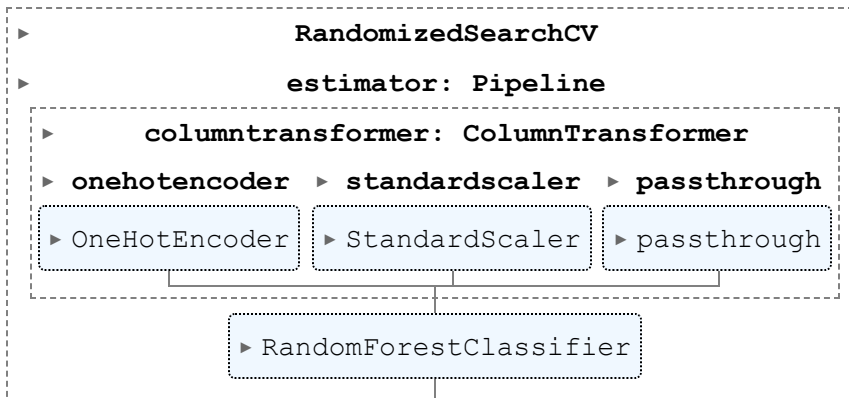 ▸ RandomizedSearchCV
▸ estimator: Pipeline
▸ columntransformer: ColumnTransformer
▸ onehotencoder ▸ standardscaler ▸ passthrough
▸ OneHotEncoder ▸ StandardScaler ▸ passthrough
▸ RandomForestClassifier